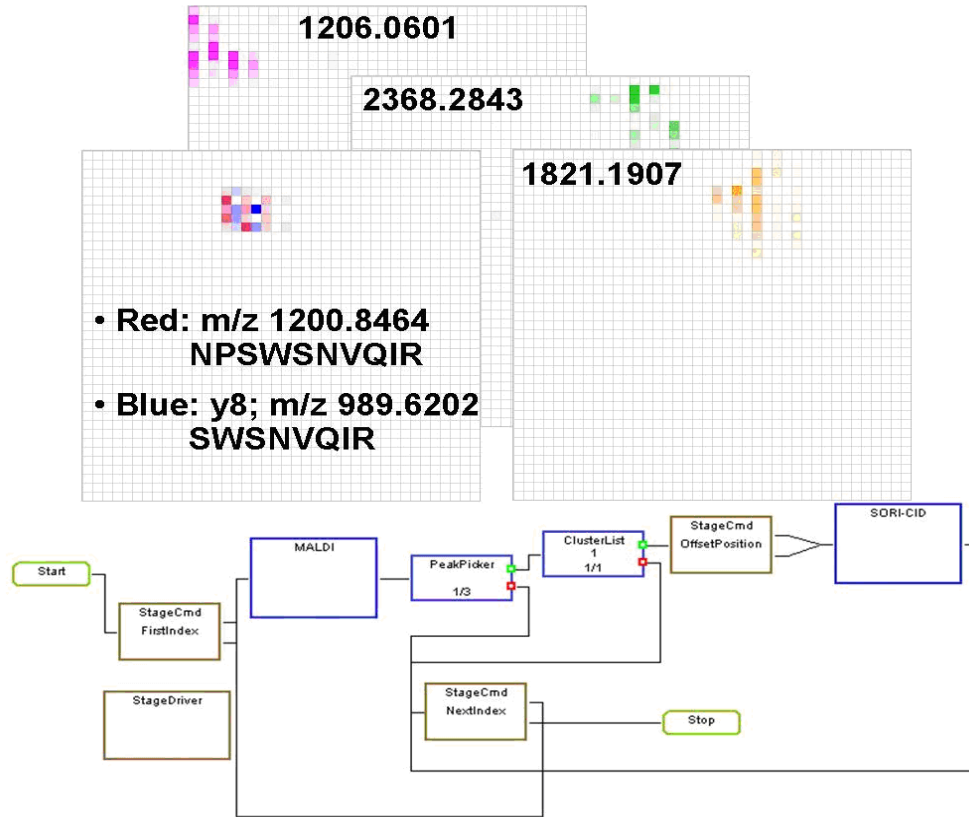 1206.0601
2368.2843
1821.1907
• Red: m/z 1200.8464
NPSWSNVQIR
• Blue: y8; m/z 989.6202
SWSNVQIR
Start
StageCmd
FirstIndex
StageDriver
MALDI
PeakPicker
1/3
ClusterList
1
1/1
StageCmd
OffsetPosition
SORI-CID
StageCmd
NextIndex
Stop